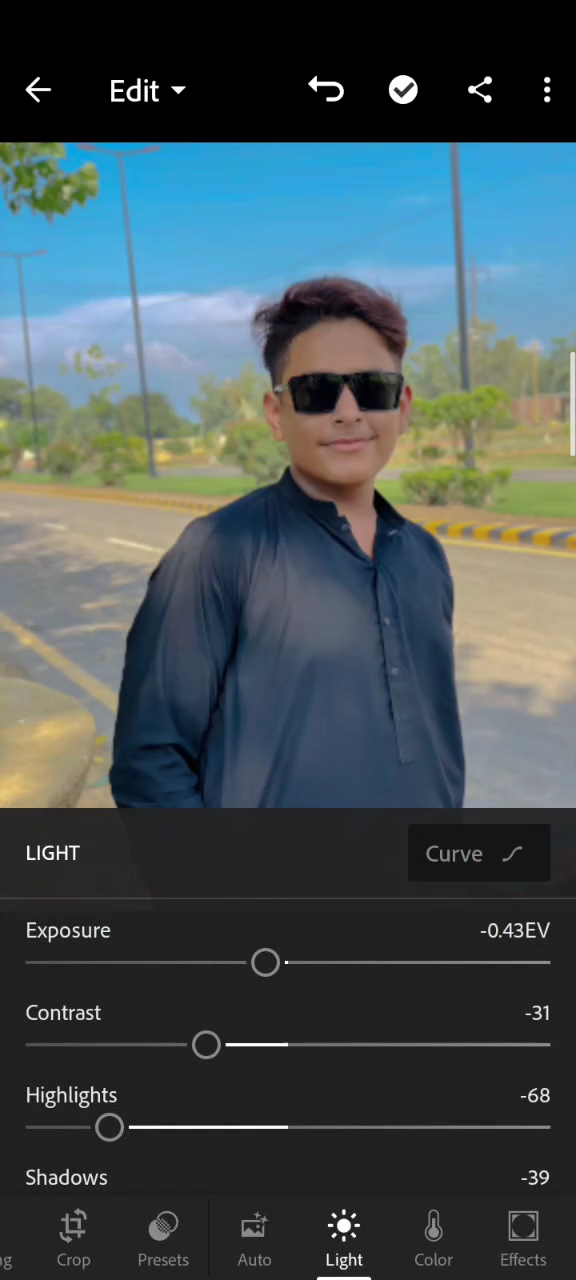 Edit
LIGHT
Curve
Exposure -0.43EV
Contrast -31
Highlights -68
Shadows -39
Crop Presets Auto Light Color Effects